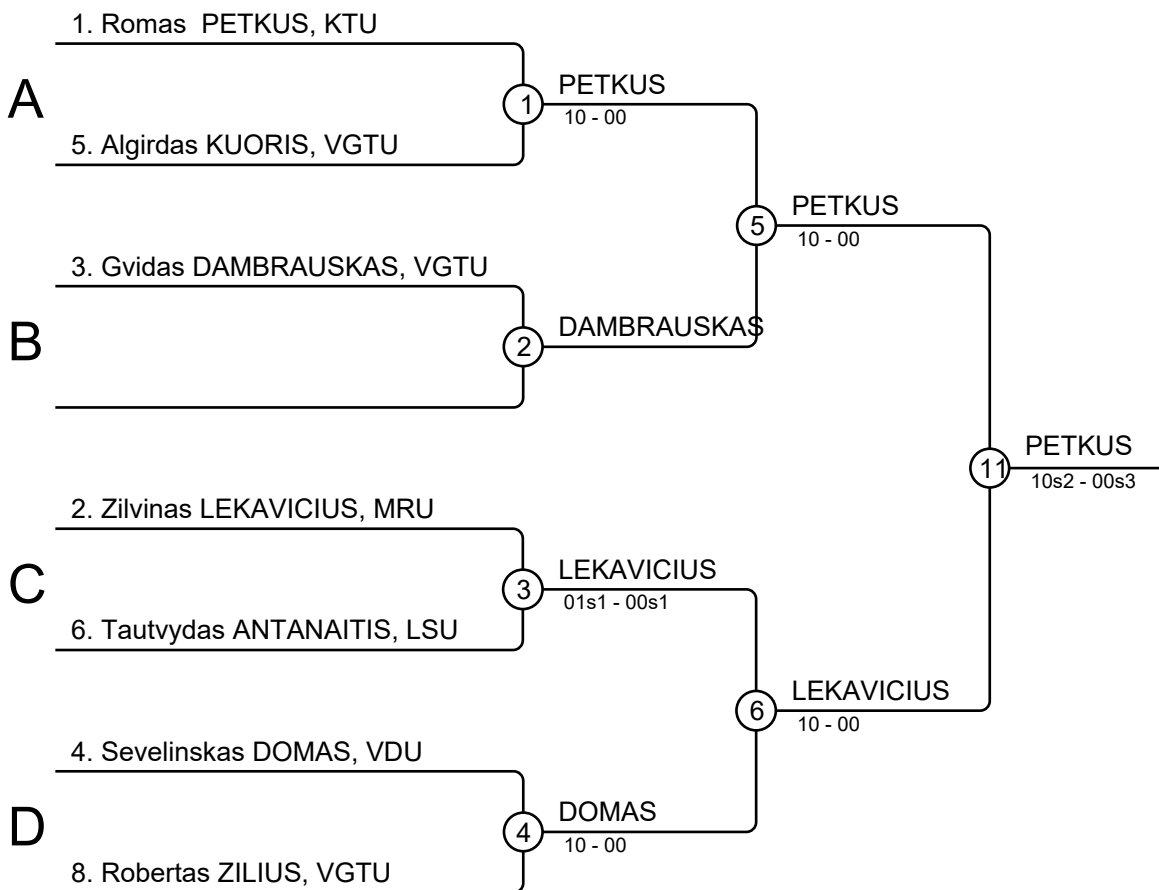 1. Romas  PETKUS, KTU
A
1
PETKUS
10 - 00
5. Algirdas KUORIS, VGTU
5
PETKUS
10 - 00
3. Gvidas DAMBRAUSKAS, VGTU
B
2
DAMBRAUSKAS
11
PETKUS
10s2 - 00s3
2. Zilvinas LEKAVICIUS, MRU
C
3
LEKAVICIUS
01s1 - 00s1
6. Tautvydas ANTANAITIS, LSU
6
LEKAVICIUS
10 - 00
4. Sevelinskas DOMAS, VDU
D
4
DOMAS
10 - 00
8. Robertas ZILIUS, VGTU